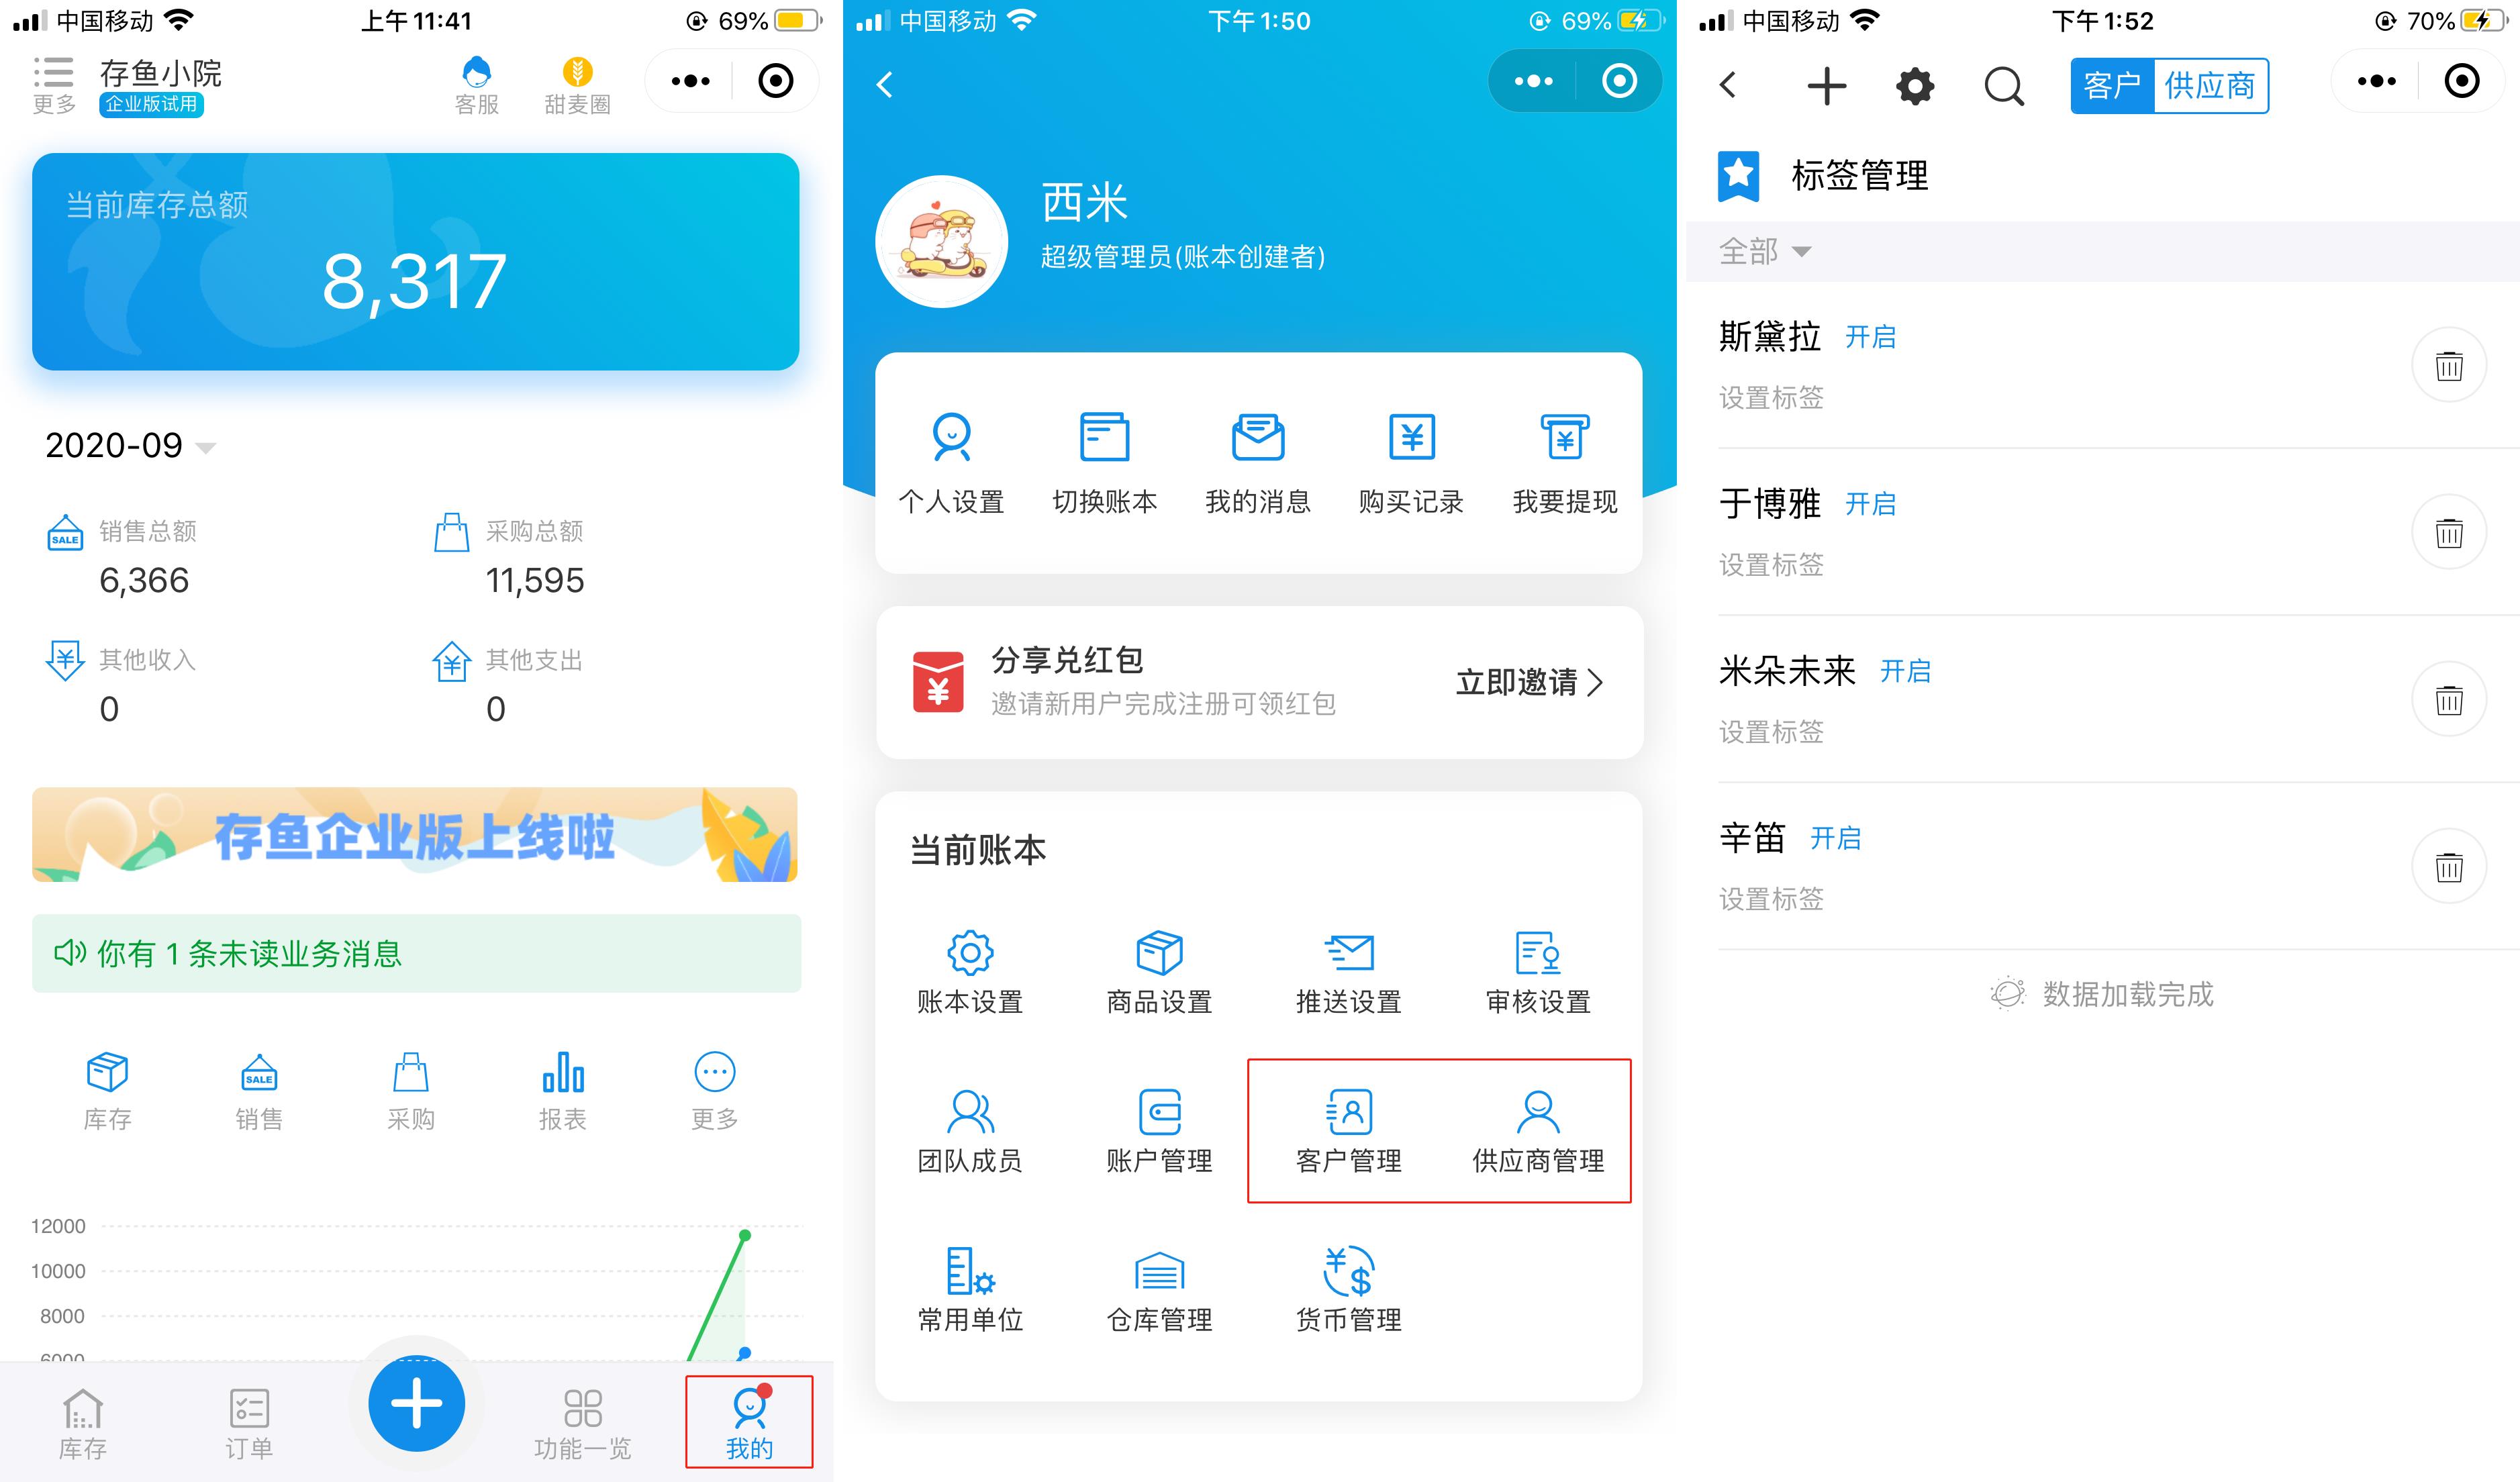 中国移动
上午 11:41
69%
更多
存鱼小院
企业版试用
客服
甜麦圈
当前库存总额
8,317
2020-09
SALE
销售总额
采购总额
6,366
11,595
其他收入
其他支出
0
0
存鱼企业版上线啦
你有 1 条未读业务消息
SALE
库存
销售
采购
报表
更多
12000
10000
8000
6000
库存
订单
功能一览
我的
中国移动
下午 1:50
69%
西米
超级管理员(账本创建者)
个人设置
切换账本
我的消息
购买记录
我要提现
分享兑红包
邀请新用户完成注册可领红包
立即邀请
当前账本
账本设置
商品设置
推送设置
审核设置
团队成员
账户管理
客户管理
供应商管理
常用单位
仓库管理
货币管理
中国移动
下午 1:52
70%
客户
供应商
标签管理
全部
斯黛拉 开启
设置标签
于博雅 开启
设置标签
米朵未来 开启
设置标签
辛笛 开启
设置标签
数据加载完成